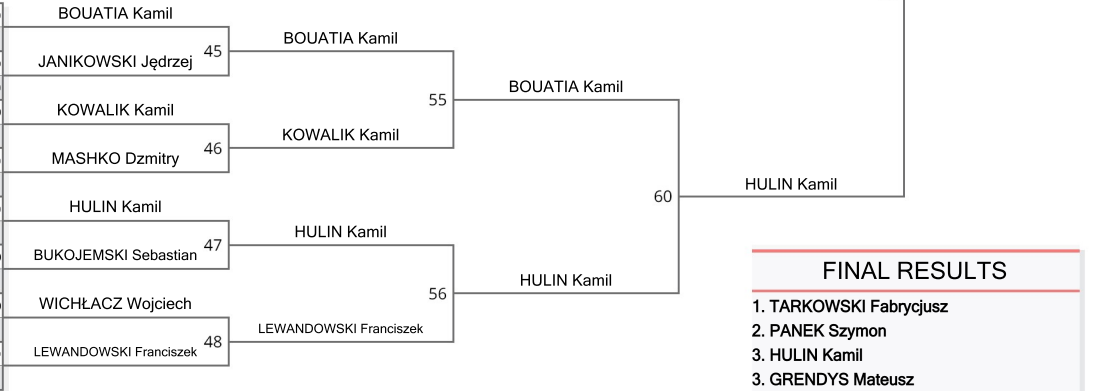 BOUATIA Kamil
JANIKOWSKI Jędrzej
45
BOUATIA Kamil
KOWALIK Kamil
MASHKO Dzmitry
46
KOWALIK Kamil
55
BOUATIA Kamil
HULIN Kamil
BUKOJEMSKI Sebastian
47
HULIN Kamil
WICHŁACZ Wojciech
LEWANDOWSKI Franciszek
48
LEWANDOWSKI Franciszek
56
HULIN Kamil
60
HULIN Kamil
FINAL RESULTS
1. TARKOWSKI Fabrycjusz
2. PANEK Szymon
3. HULIN Kamil
3. GRENDYS Mateusz